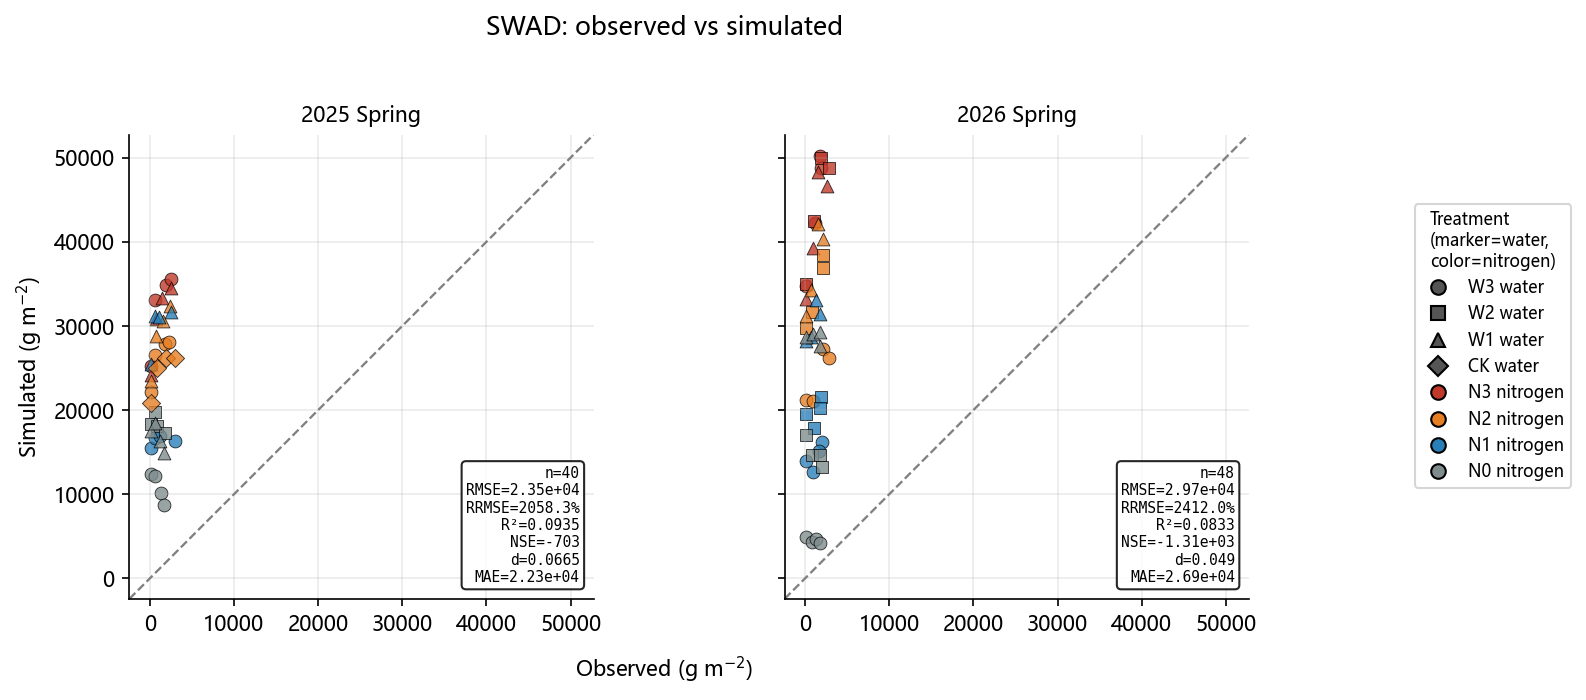 SWAD: observed vs simulated
2025 Spring
2026 Spring
Simulated (g m⁻²)
50000
40000
30000
20000
10000
0
n=40
RMSE=2.35e+04
RRMSE=2058.3%
R²=0.0935
NSE=-703
d=0.0665
MAE=2.23e+04
0 10000 20000 30000 40000 50000
n=48
RMSE=2.97e+04
RRMSE=2412.0%
R²=0.0833
NSE=-1.31e+03
d=0.049
MAE=2.69e+04
0 10000 20000 30000 40000 50000
Observed (g m⁻²)
Treatment
(marker=water,
color=nitrogen)
W3 water
W2 water
W1 water
CK water
N3 nitrogen
N2 nitrogen
N1 nitrogen
N0 nitrogen